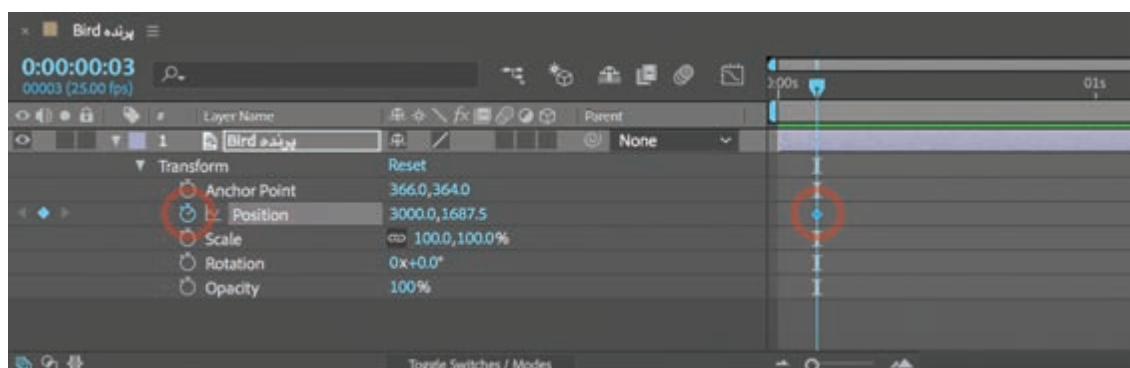 Bird پرنده
0:00:00:03
00003 (25.00 fps)
:00s
01s
# Layer Name
Parent
1 Bird پرنده
None
Transform
Reset
Anchor Point
366.0,364.0
Position
3000.0,1687.5
Scale
100.0,100.0%
Rotation
0x+0.0°
Opacity
100%
Toggle Switches / Modes